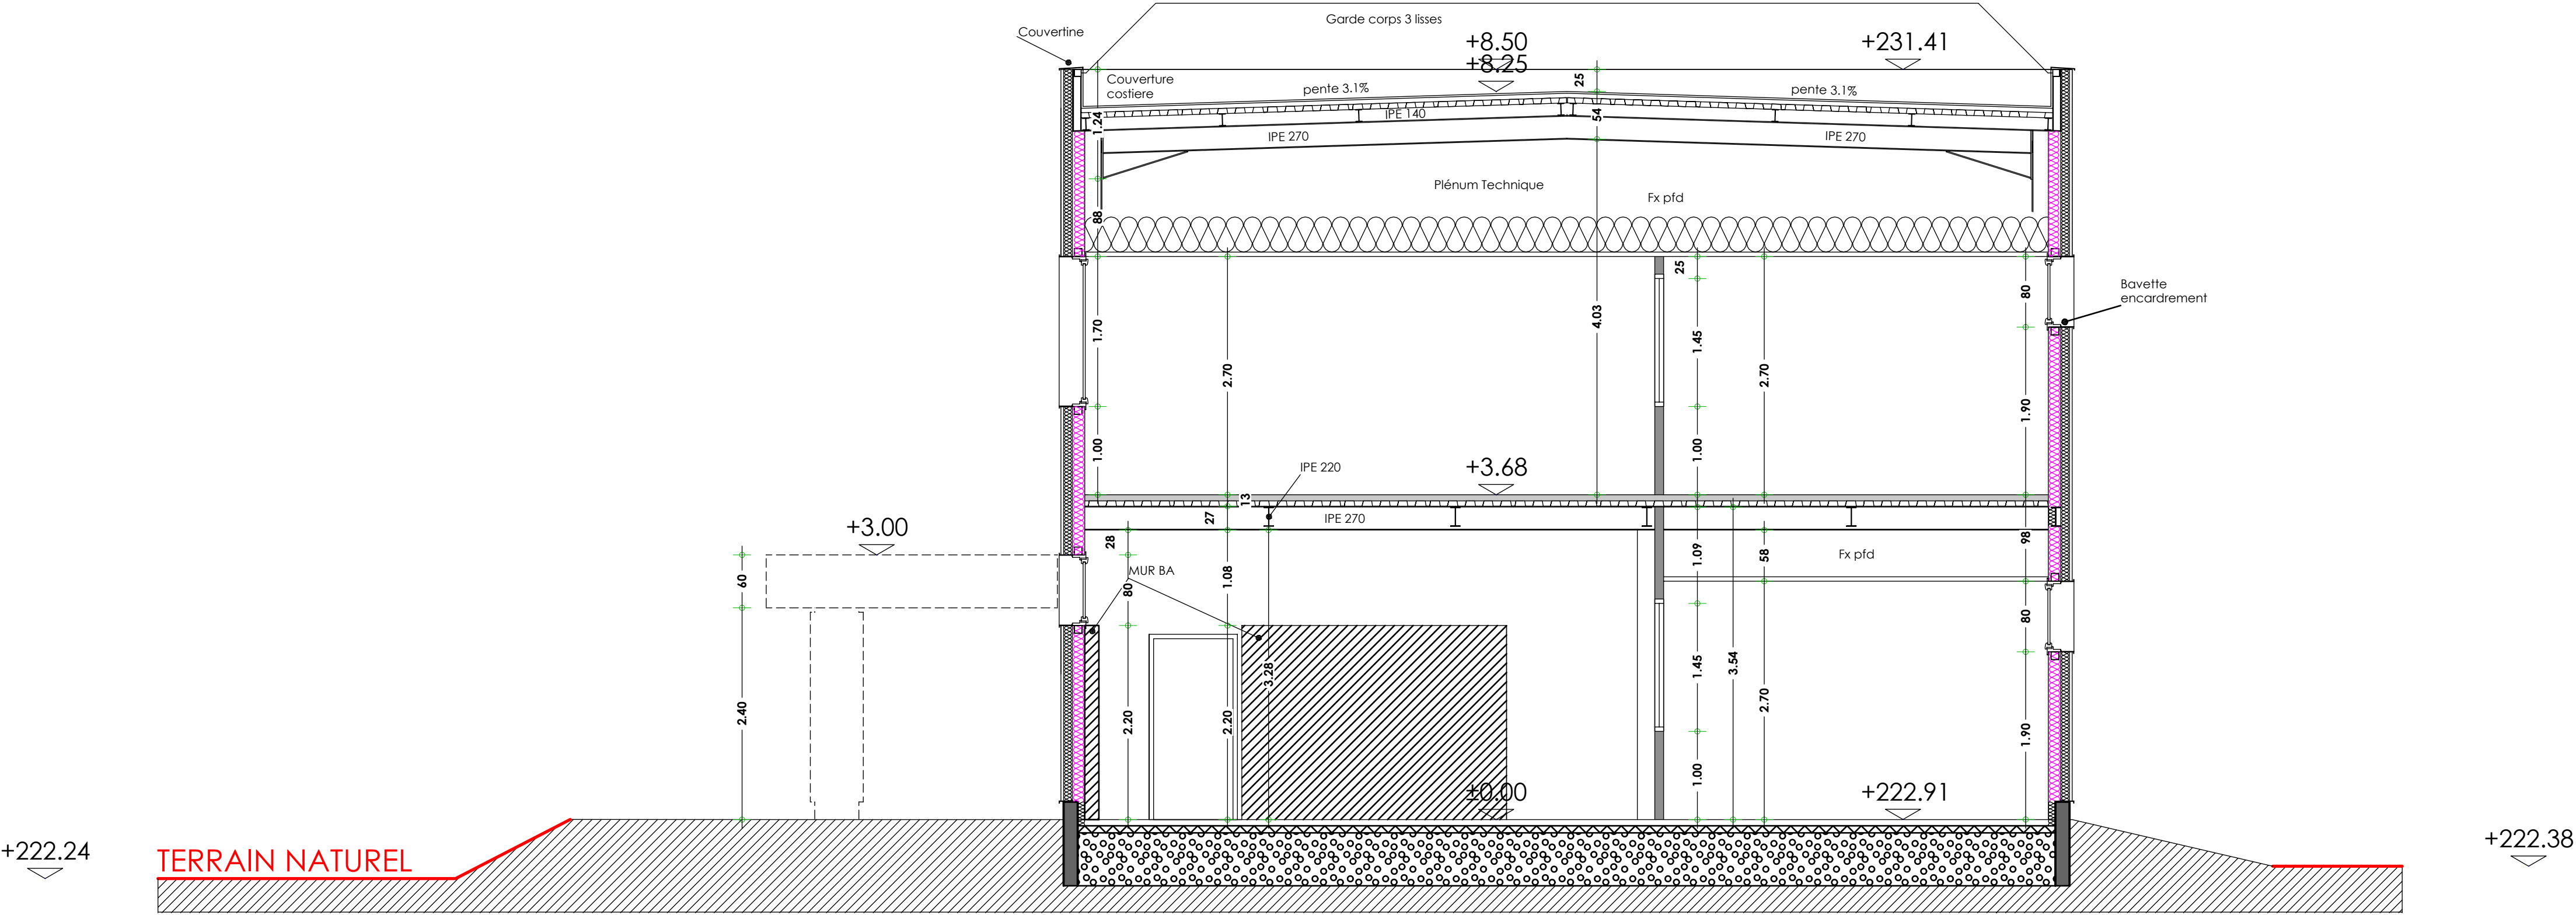 Garde corps 3 lisses
Couvertine
+8.50
+231.41
+8.25
Couverture
costiere
25
pente 3.1%
pente 3.1%
1.24
IPE 140
54
IPE 270
IPE 270
Plénum Technique
Fx pfd
88
25
80
Bavette
encardrement
1.70
4.03
1.45
2.70
2.70
1.90
1.00
1.00
IPE 220
+3.68
13
27
IPE 270
+3.00
28
98
1.09
58
Fx pfd
60
MUR BA
80
1.08
80
3.28
1.45
3.54
2.40
2.20
2.20
2.70
1.90
1.00
±0.00
+222.91
+222.24
TERRAIN NATUREL
+222.38